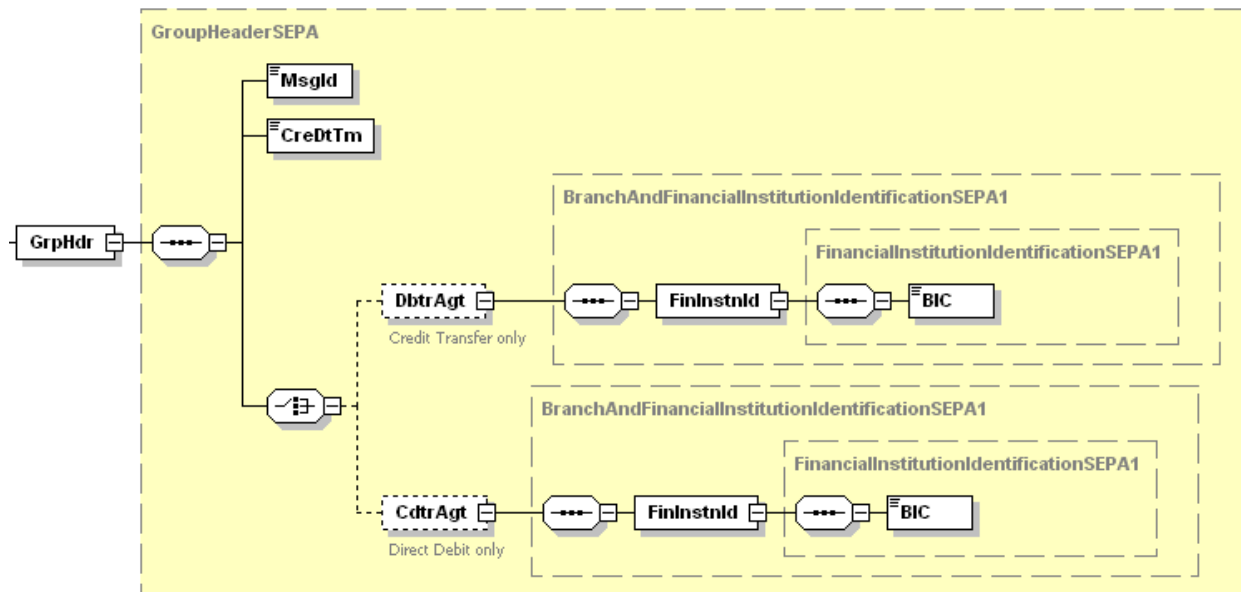 GroupHeaderSEPA
MsgId
CreDtTm
BranchAndFinancialInstitutionIdentificationSEPA1
GrpHdr
FinancialInstitutionIdentificationSEPA1
DbtrAgt
FinInstnId
BIC
Credit Transfer only
BranchAndFinancialInstitutionIdentificationSEPA1
FinancialInstitutionIdentificationSEPA1
CdtrAgt
FinInstnId
BIC
Direct Debit only